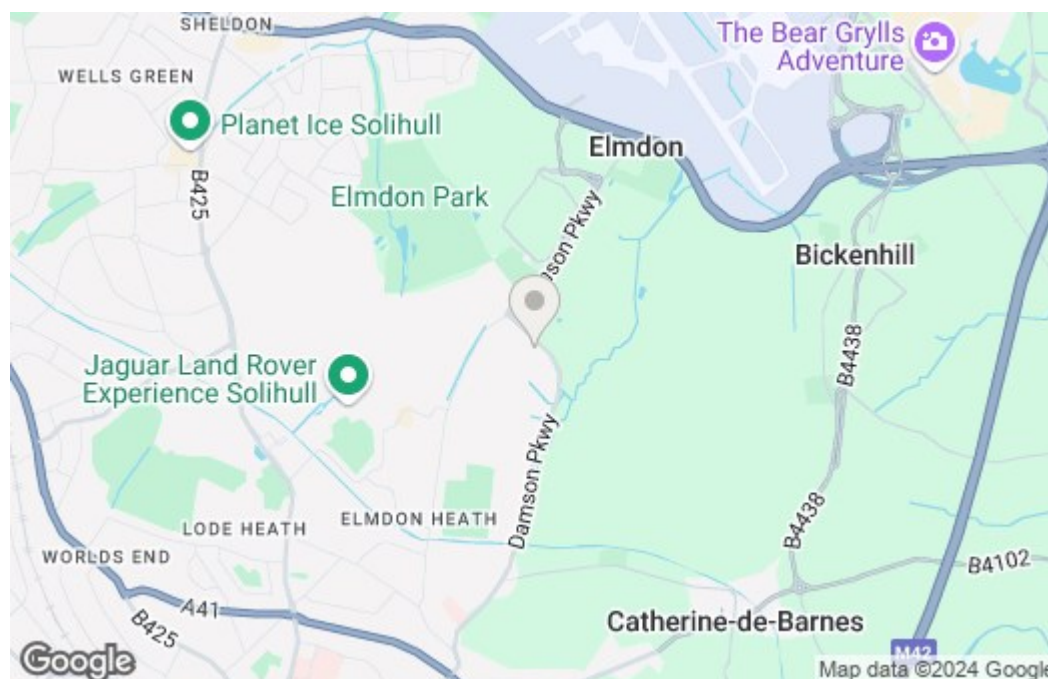 SHELDON
The Bear Grylls
Adventure
WELLS GREEN
Planet Ice Solihull
Elmdon
B425
Elmdon Park
Pkwy
Bickenhill
Jaguar Land Rover
Experience Solihull
B4438
Damson Pkwy
ELMDON HEATH
LODE HEATH
B4438
WORLDS END
B4102
A41
B425
Catherine-de-Barnes
M42
Google
Map data ©2024 Google